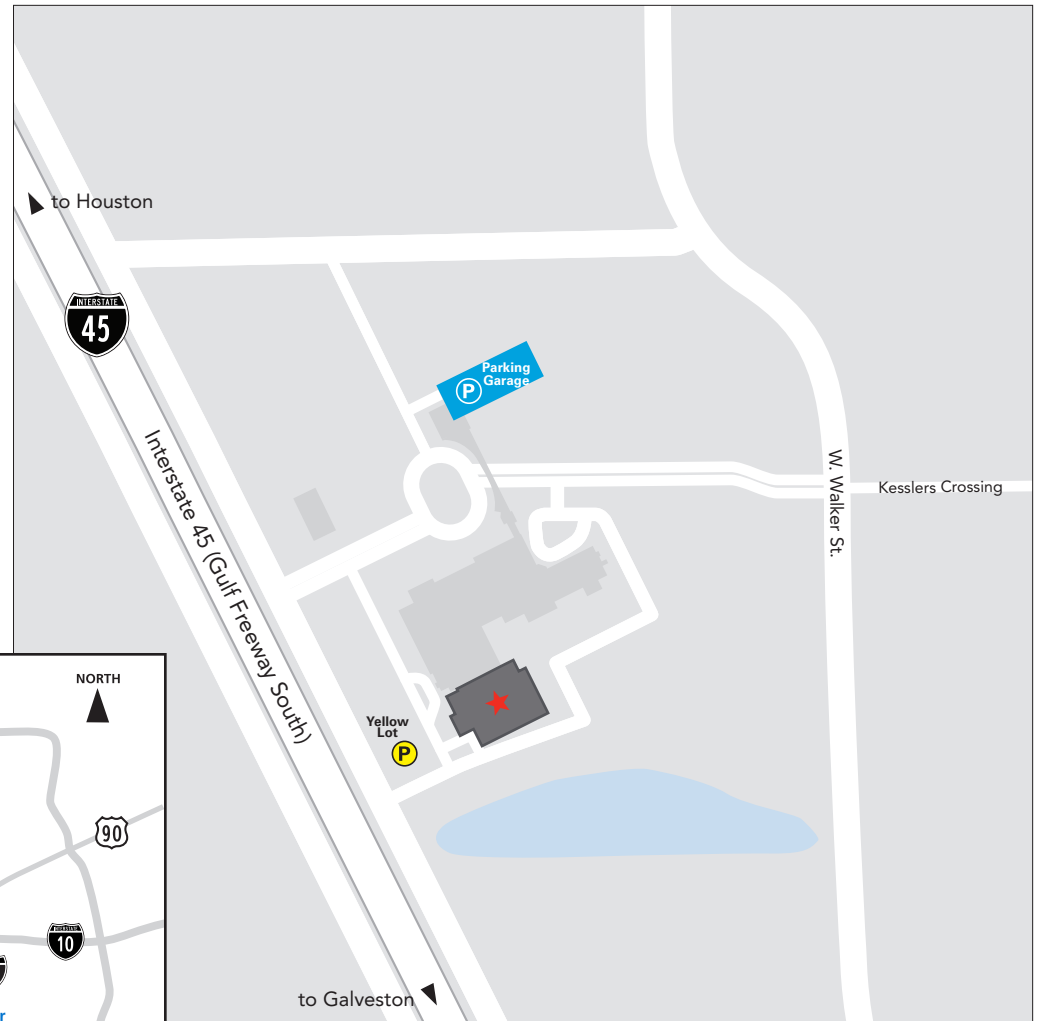 to Houston
INTERSTATE
45
Parking
Garage
P
Interstate 45 (Gulf Freeway South)
W. Walker St.
Kesslers Crossing
Yellow
Lot
P
to Galveston
NORTH
90
INTERSTATE
10